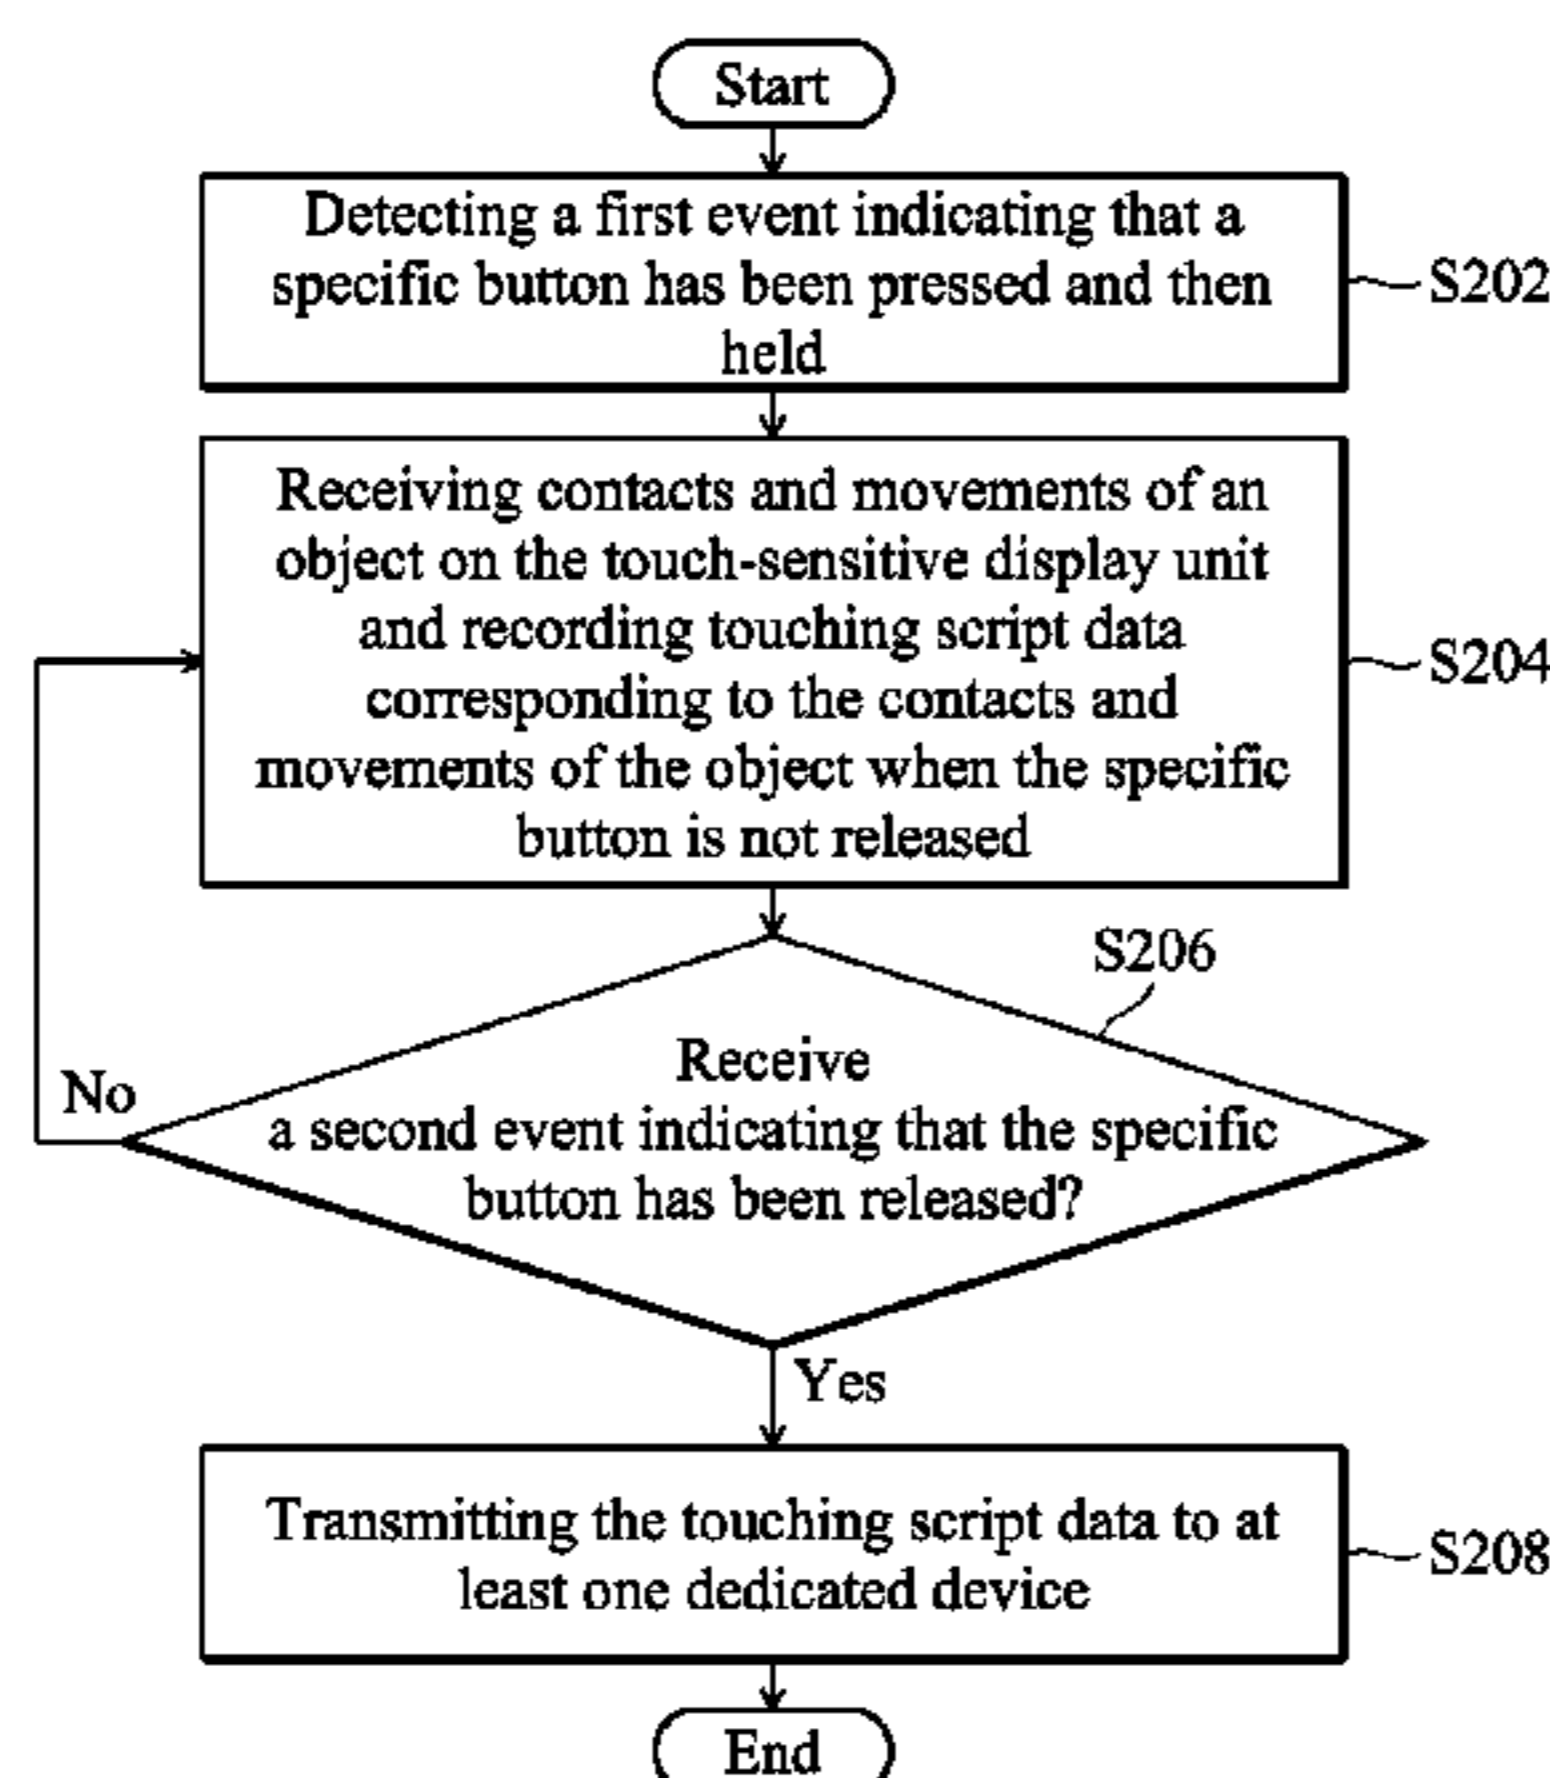 Start
Detecting a first event indicating that a
specific button has been pressed and then
held
S202
Receiving contacts and movements of an
object on the touch-sensitive display unit
and recording touching script data
corresponding to the contacts and
movements of the object when the specific
button is not released
S204
S206
Receive
a second event indicating that the specific
button has been released?
No
Yes
Transmitting the touching script data to at
least one dedicated device
S208
End